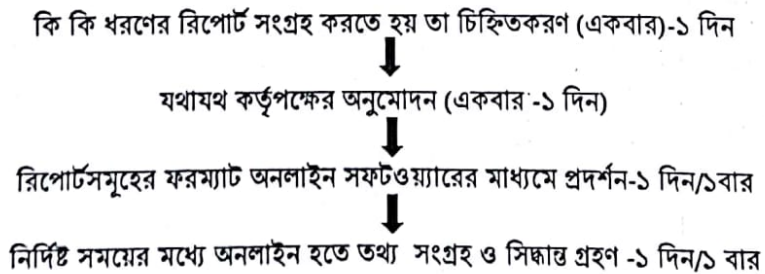 কি কি ধরণের রিপোর্ট সংগ্রহ করতে হয় তা চিহ্নিতকরণ (একবার)-১ দিন
যথাযথ কর্তৃপক্ষের অনুমোদন (একবার -১ দিন)
রিপোর্টসমূহের ফরম্যাট অনলাইন সফটওয়্যারের মাধ্যমে প্রদর্শন-১ দিন/১বার
নির্দিষ্ট সময়ের মধ্যে অনলাইন হতে তথ্য সংগ্রহ ও সিদ্ধান্ত গ্রহণ -১ দিন/১ বার